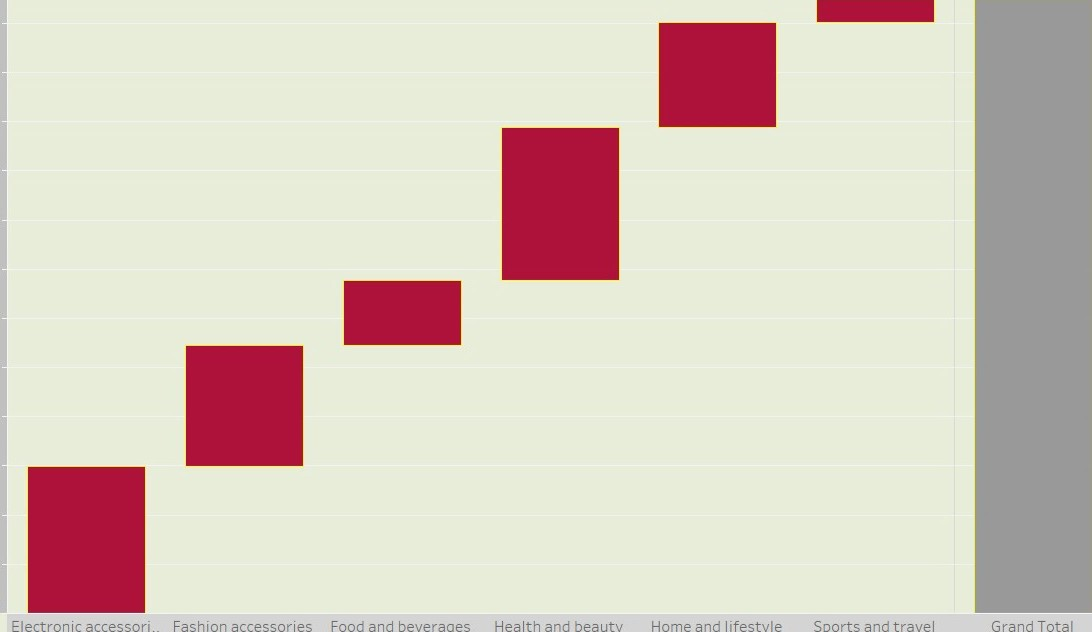 Electronic accessori.. Fashion accessories Food and beverages Health and beauty Home and lifestyle Sports and travel Grand Total